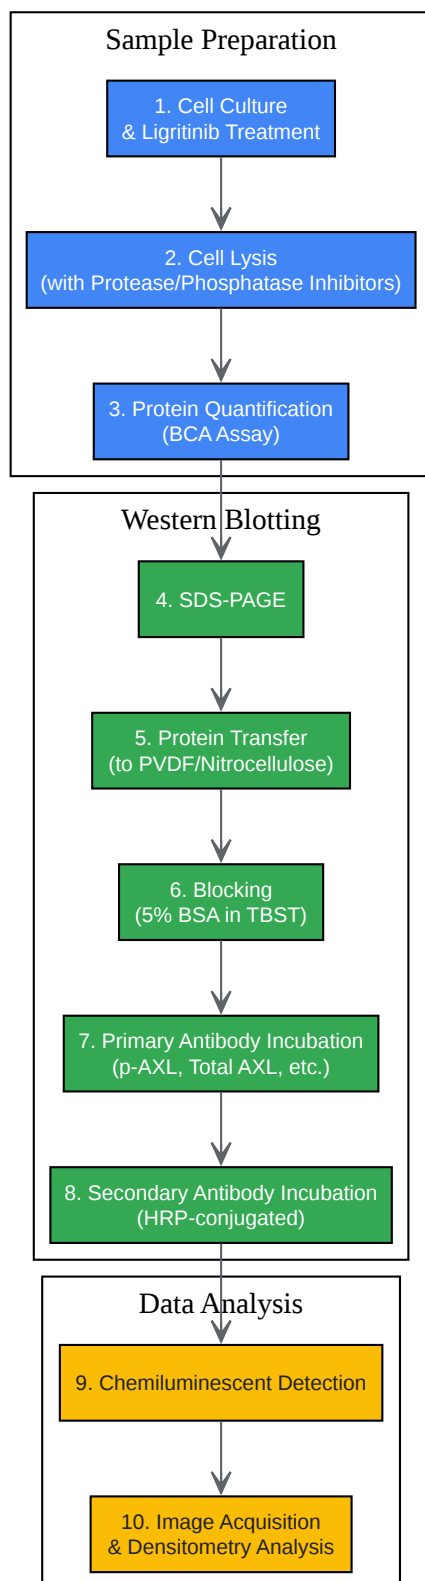 Sample Preparation
1. Cell Culture
& Ligritinib Treatment
2. Cell Lysis
(with Protease/Phosphatase Inhibitors)
3. Protein Quantification
(BCA Assay)
Western Blotting
4. SDS-PAGE
5. Protein Transfer
(to PVDF/Nitrocellulose)
6. Blocking
(5% BSA in TBST)
7. Primary Antibody Incubation
(p-AXL, Total AXL, etc.)
8. Secondary Antibody Incubation
(HRP-conjugated)
Data Analysis
9. Chemiluminescent Detection
10. Image Acquisition
& Densitometry Analysis